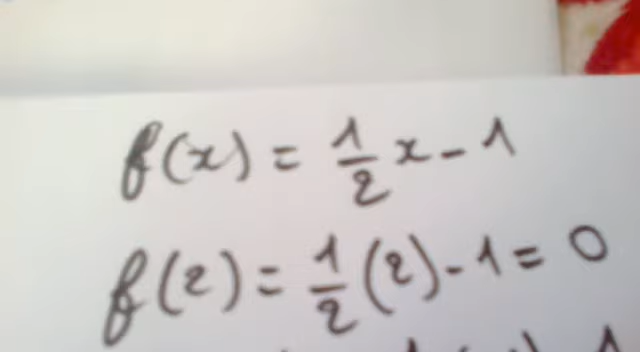 f(x) = 1/2 x - 1
f(2) = 1/2 (2) - 1 = 0